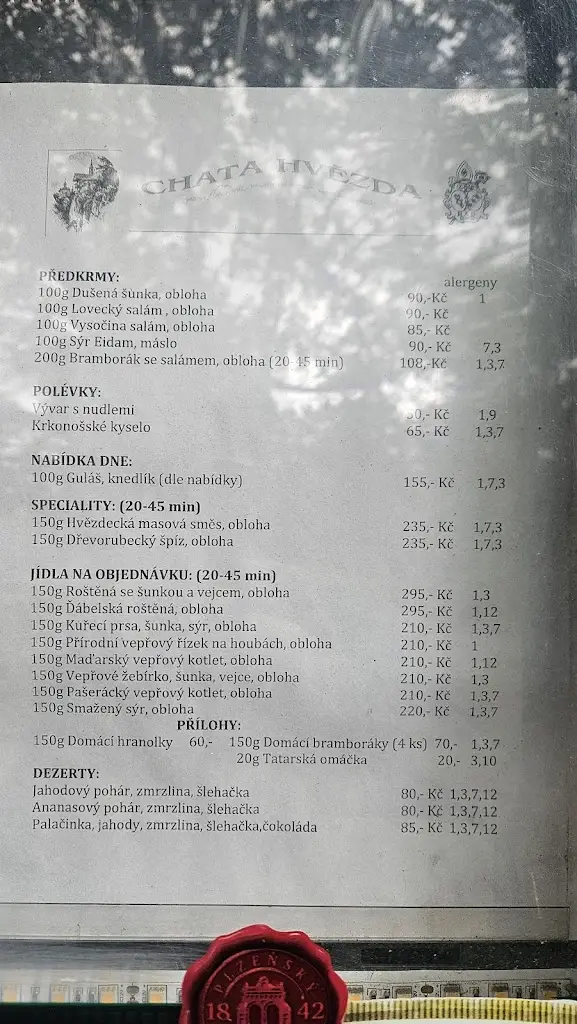 CHATA HVĚZDA
PŘEDKRMY: alergeny
100g Dušená šunka, obloha 90,-Kč 1
100g Lovecký salám , obloha 90,- Kč
100g Vysočina salám, obloha 85,- Kč
100g Sýr Eidam, máslo 90,- Kč 7,3
200g Bramborák se salámem, obloha (20-45 min) 108,-Kč 1,3,7
POLÉVKY:
Vývar s nudlemi ,- Kč 1,9
Krkonošské kyselo 65,- Kč 1,3,7
NABÍDKA DNE:
100g Guláš, knedlík (dle nabídky) 155,- Kč 1,7,3
SPECIALITY: (20-45 min)
150g Hvězdecká masová směs, obloha 235,- Kč 1,7,3
150g Dřevorubecký špíz, obloha 235,- Kč 1,7,3
JÍDLA NA OBJEDNÁVKU: (20-45 min)
150g Roštěná se šunkou a vejcem, obloha 295,- Kč 1,3
150g Ďábelská roštěná, obloha 295,- Kč 1,12
150g Kuřecí prsa, šunka, sýr, obloha 210,- Kč 1,3,7
150g Přírodní vepřový řízek na houbách, obloha 210,- Kč 1
150g Maďarský vepřový kotlet, obloha 210,- Kč 1,12
150g Vepřové žebírko, šunka, vejce, obloha 210,- Kč 1,3
150g Pašerácký vepřový kotlet, obloha 210,- Kč 1,3,7
150g Smažený sýr, obloha 220,- Kč 1,3,7
PŘÍLOHY:
150g Domácí hranolky 60,- 150g Domácí bramboráky (4 ks) 70,- 1,3,7
20g Tatarská omáčka 20,- 3,10
DEZERTY:
Jahodový pohár, zmrzlina, šlehačka 80,- Kč 1,3,7,12
Ananasový pohár, zmrzlina, šlehačka 80,- Kč 1,3,7,12
Palačinka, jahody, zmrzlina, šlehačka,čokoláda 85,- Kč 1,3,7,12
PLZEŇSKÝ
18 42